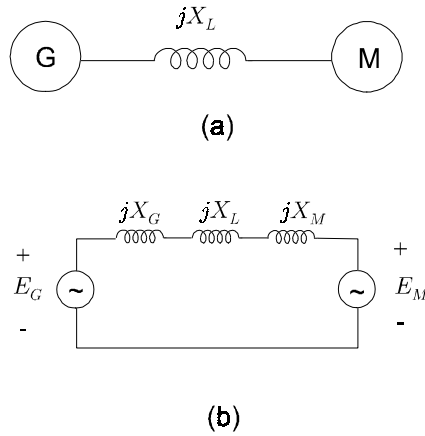 jX_L
G M
(a)
jX_G jX_L jX_M
+ +
E_G ~ ~ E_M
- -
(b)